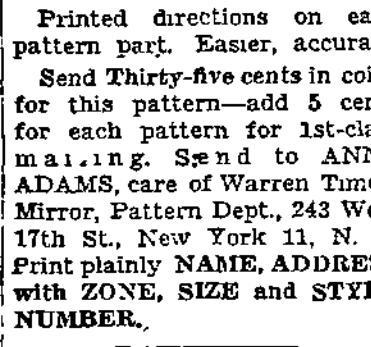 Printed directions on ea
pattern part. Easier, accura
Send Thirty-five cents in coi
for this pattern—add 5 cen
for each pattern for 1st-cla
mailing. Send to ANN
ADAMS, care of Warren Time
Mirror, Pattern Dept., 243 We
17th St., New York 11, N.
Print plainly NAME, ADDRES
with ZONE, SIZE and STYL
NUMBER.